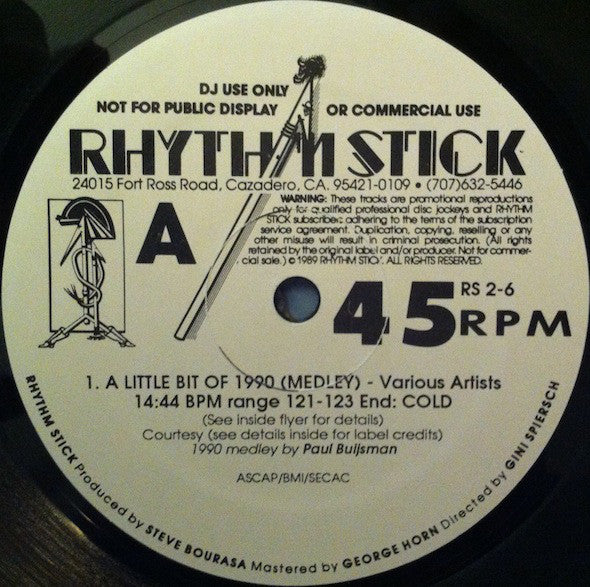 DJ USE ONLY
NOT FOR PUBLIC DISPLAY OR COMMERCIAL USE
RHYTHM STICK
24015 Fort Ross Road, Cazadero, CA. 95421-0109 • (707)632-5446
WARNING: These tracks are promotional reproductions
only for qualified professional disc jockeys and RHYTHM
STICK subscribers adhering to the terms of the subscription
service agreement. Duplication, copying, reselling or any
other misuse will result in criminal prosecution. (All rights
retained by the original label and/or producer. Not for commer-
cial sale.) © 1989 RHYTHM STICK. ALL RIGHTS RESERVED.
A
45 RPM
RS 2-6
1. A LITTLE BIT OF 1990 (MEDLEY) - Various Artists
14:44 BPM range 121-123 End: COLD
(See inside flyer for details)
Courtesy (see details inside for label credits)
1990 medley by Paul Buijsman
ASCAP/BMI/SECAC
RHYTHM STICK Produced by STEVE BOURASA Mastered by GEORGE HORN Directed by GINI SPIERSCH